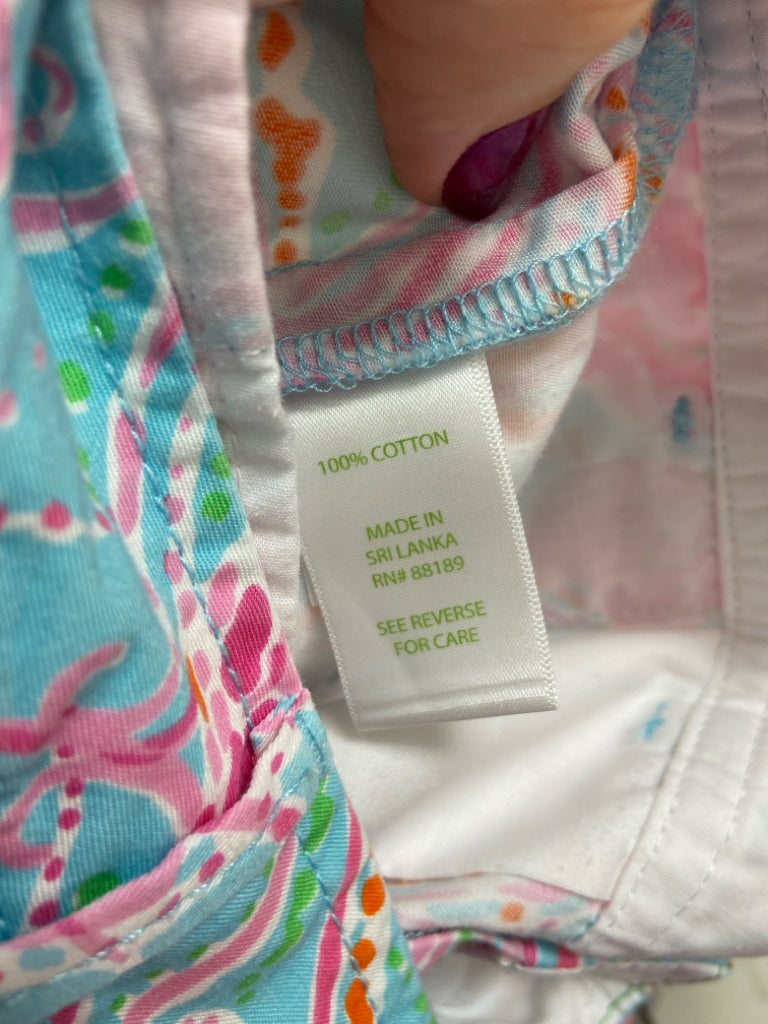 100% COTTON
MADE IN
SRI LANKA
RN# 88189
SEE REVERSE
FOR CARE